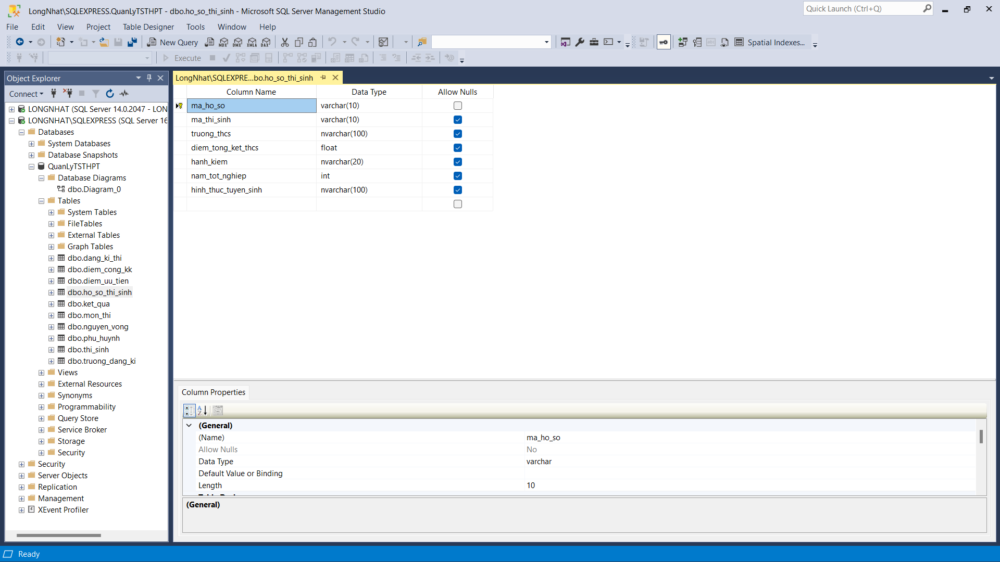 LongNhat\SQLEXPRESS.QuanLyTSTHPT - dbo.ho_so_thi_sinh - Microsoft SQL Server Management Studio
Quick Launch (Ctrl+Q)
File Edit View Project Table Designer Tools Window Help
New Query MDX DMX XMLA DAX Spatial Indexes...
Execute
Object Explorer
LongNhat\SQLEXPRE...bo.ho_so_thi_sinh
Connect
LONGNHAT (SQL Server 14.0.2047 - LON
LONGNHAT\SQLEXPRESS (SQL Server 16
Databases
System Databases
Database Snapshots
QuanLyTSTHPT
Database Diagrams
dbo.Diagram_0
Tables
System Tables
FileTables
External Tables
Graph Tables
dbo.dang_ki_thi
dbo.diem_cong_kk
dbo.diem_uu_tien
dbo.ho_so_thi_sinh
dbo.ket_qua
dbo.mon_thi
dbo.nguyen_vong
dbo.phu_huynh
dbo.thi_sinh
dbo.truong_dang_ki
Views
External Resources
Synonyms
Programmability
Query Store
Service Broker
Storage
Security
Security
Server Objects
Replication
Management
XEvent Profiler
Column Name Data Type Allow Nulls
ma_ho_so varchar(10)
ma_thi_sinh varchar(10)
truong_thcs nvarchar(100)
diem_tong_ket_thcs float
hanh_kiem nvarchar(20)
nam_tot_nghiep int
hinh_thuc_tuyen_sinh nvarchar(100)
Column Properties
(General)
(Name) ma_ho_so
Allow Nulls No
Data Type varchar
Default Value or Binding
Length 10
(General)
Ready